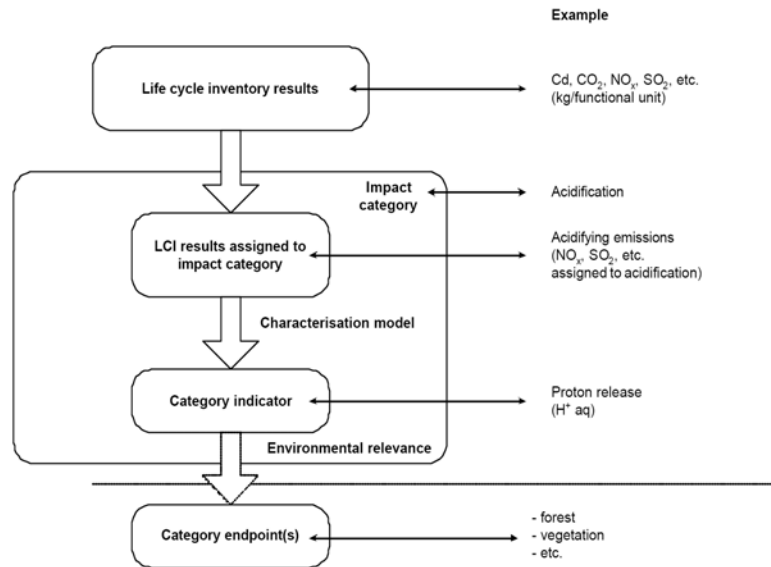 Example
Life cycle inventory results
Cd, CO₂, NOₓ, SO₂, etc.
(kg/functional unit)
Impact
category
Acidification
LCI results assigned to
impact category
Acidifying emissions
(NOₓ, SO₂, etc.
assigned to acidification)
Characterisation model
Category indicator
Proton release
(H⁺ aq)
Environmental relevance
Category endpoint(s)
- forest
- vegetation
- etc.